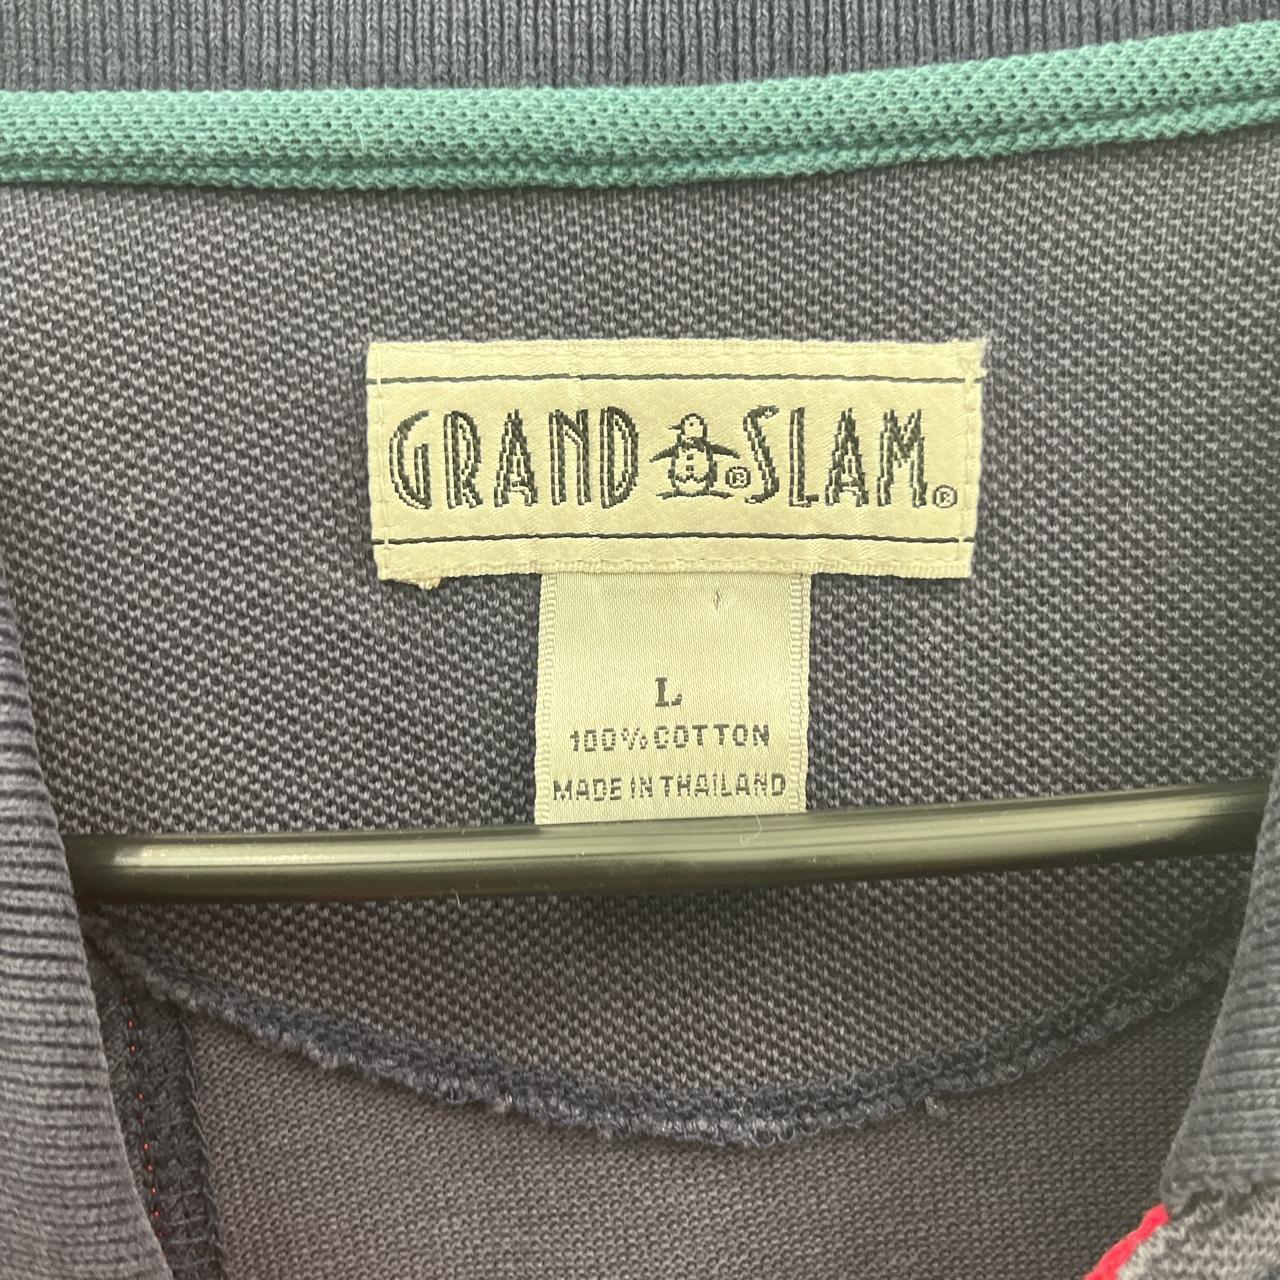 GRAND ® SLAM®
L
100% COTTON
MADE IN THAILAND